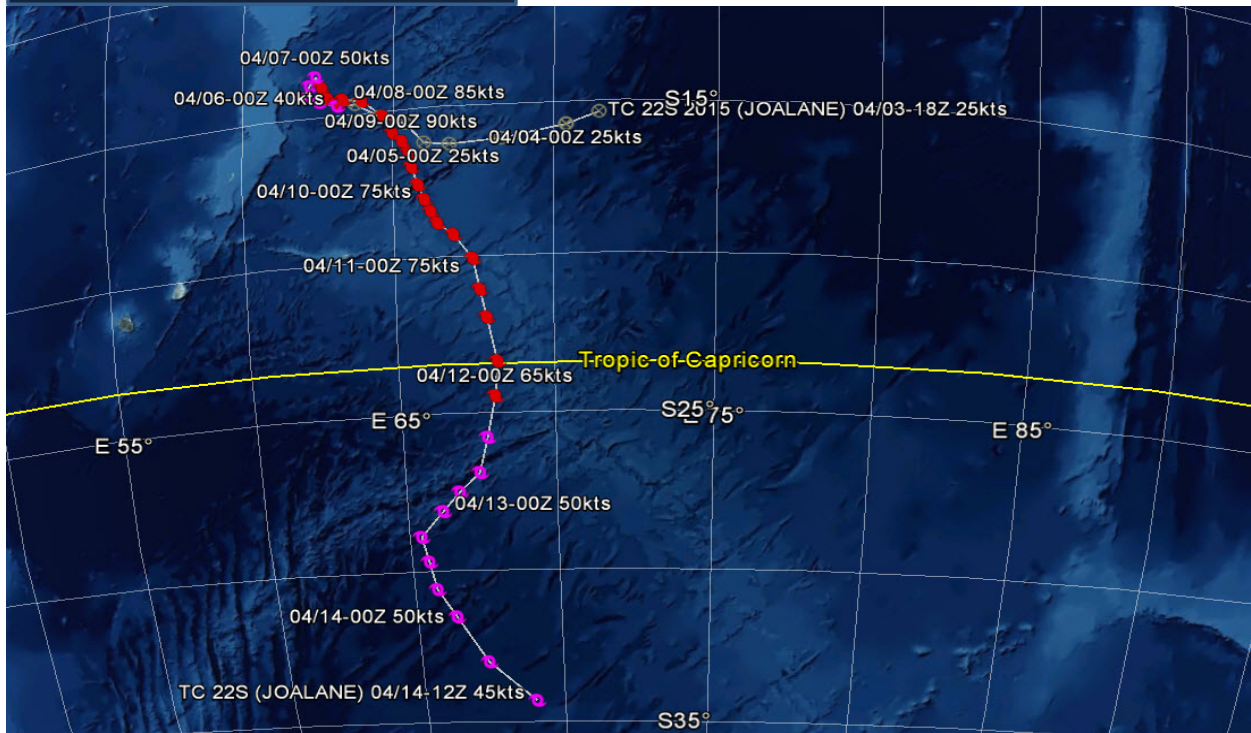 04/07-00Z 50kts
04/06-00Z 40kts
04/08-00Z 85kts
S15°
TC 22S 2015 (JOALANE) 04/03-18Z 25kts
04/09-00Z 90kts
04/04-00Z 25kts
04/05-00Z 25kts
04/10-00Z 75kts
04/11-00Z 75kts
Tropic of Capricorn
04/12-00Z 65kts
S25°
E 75°
E 65°
E 85°
E 55°
04/13-00Z 50kts
04/14-00Z 50kts
TC 22S (JOALANE) 04/14-12Z 45kts
S35°